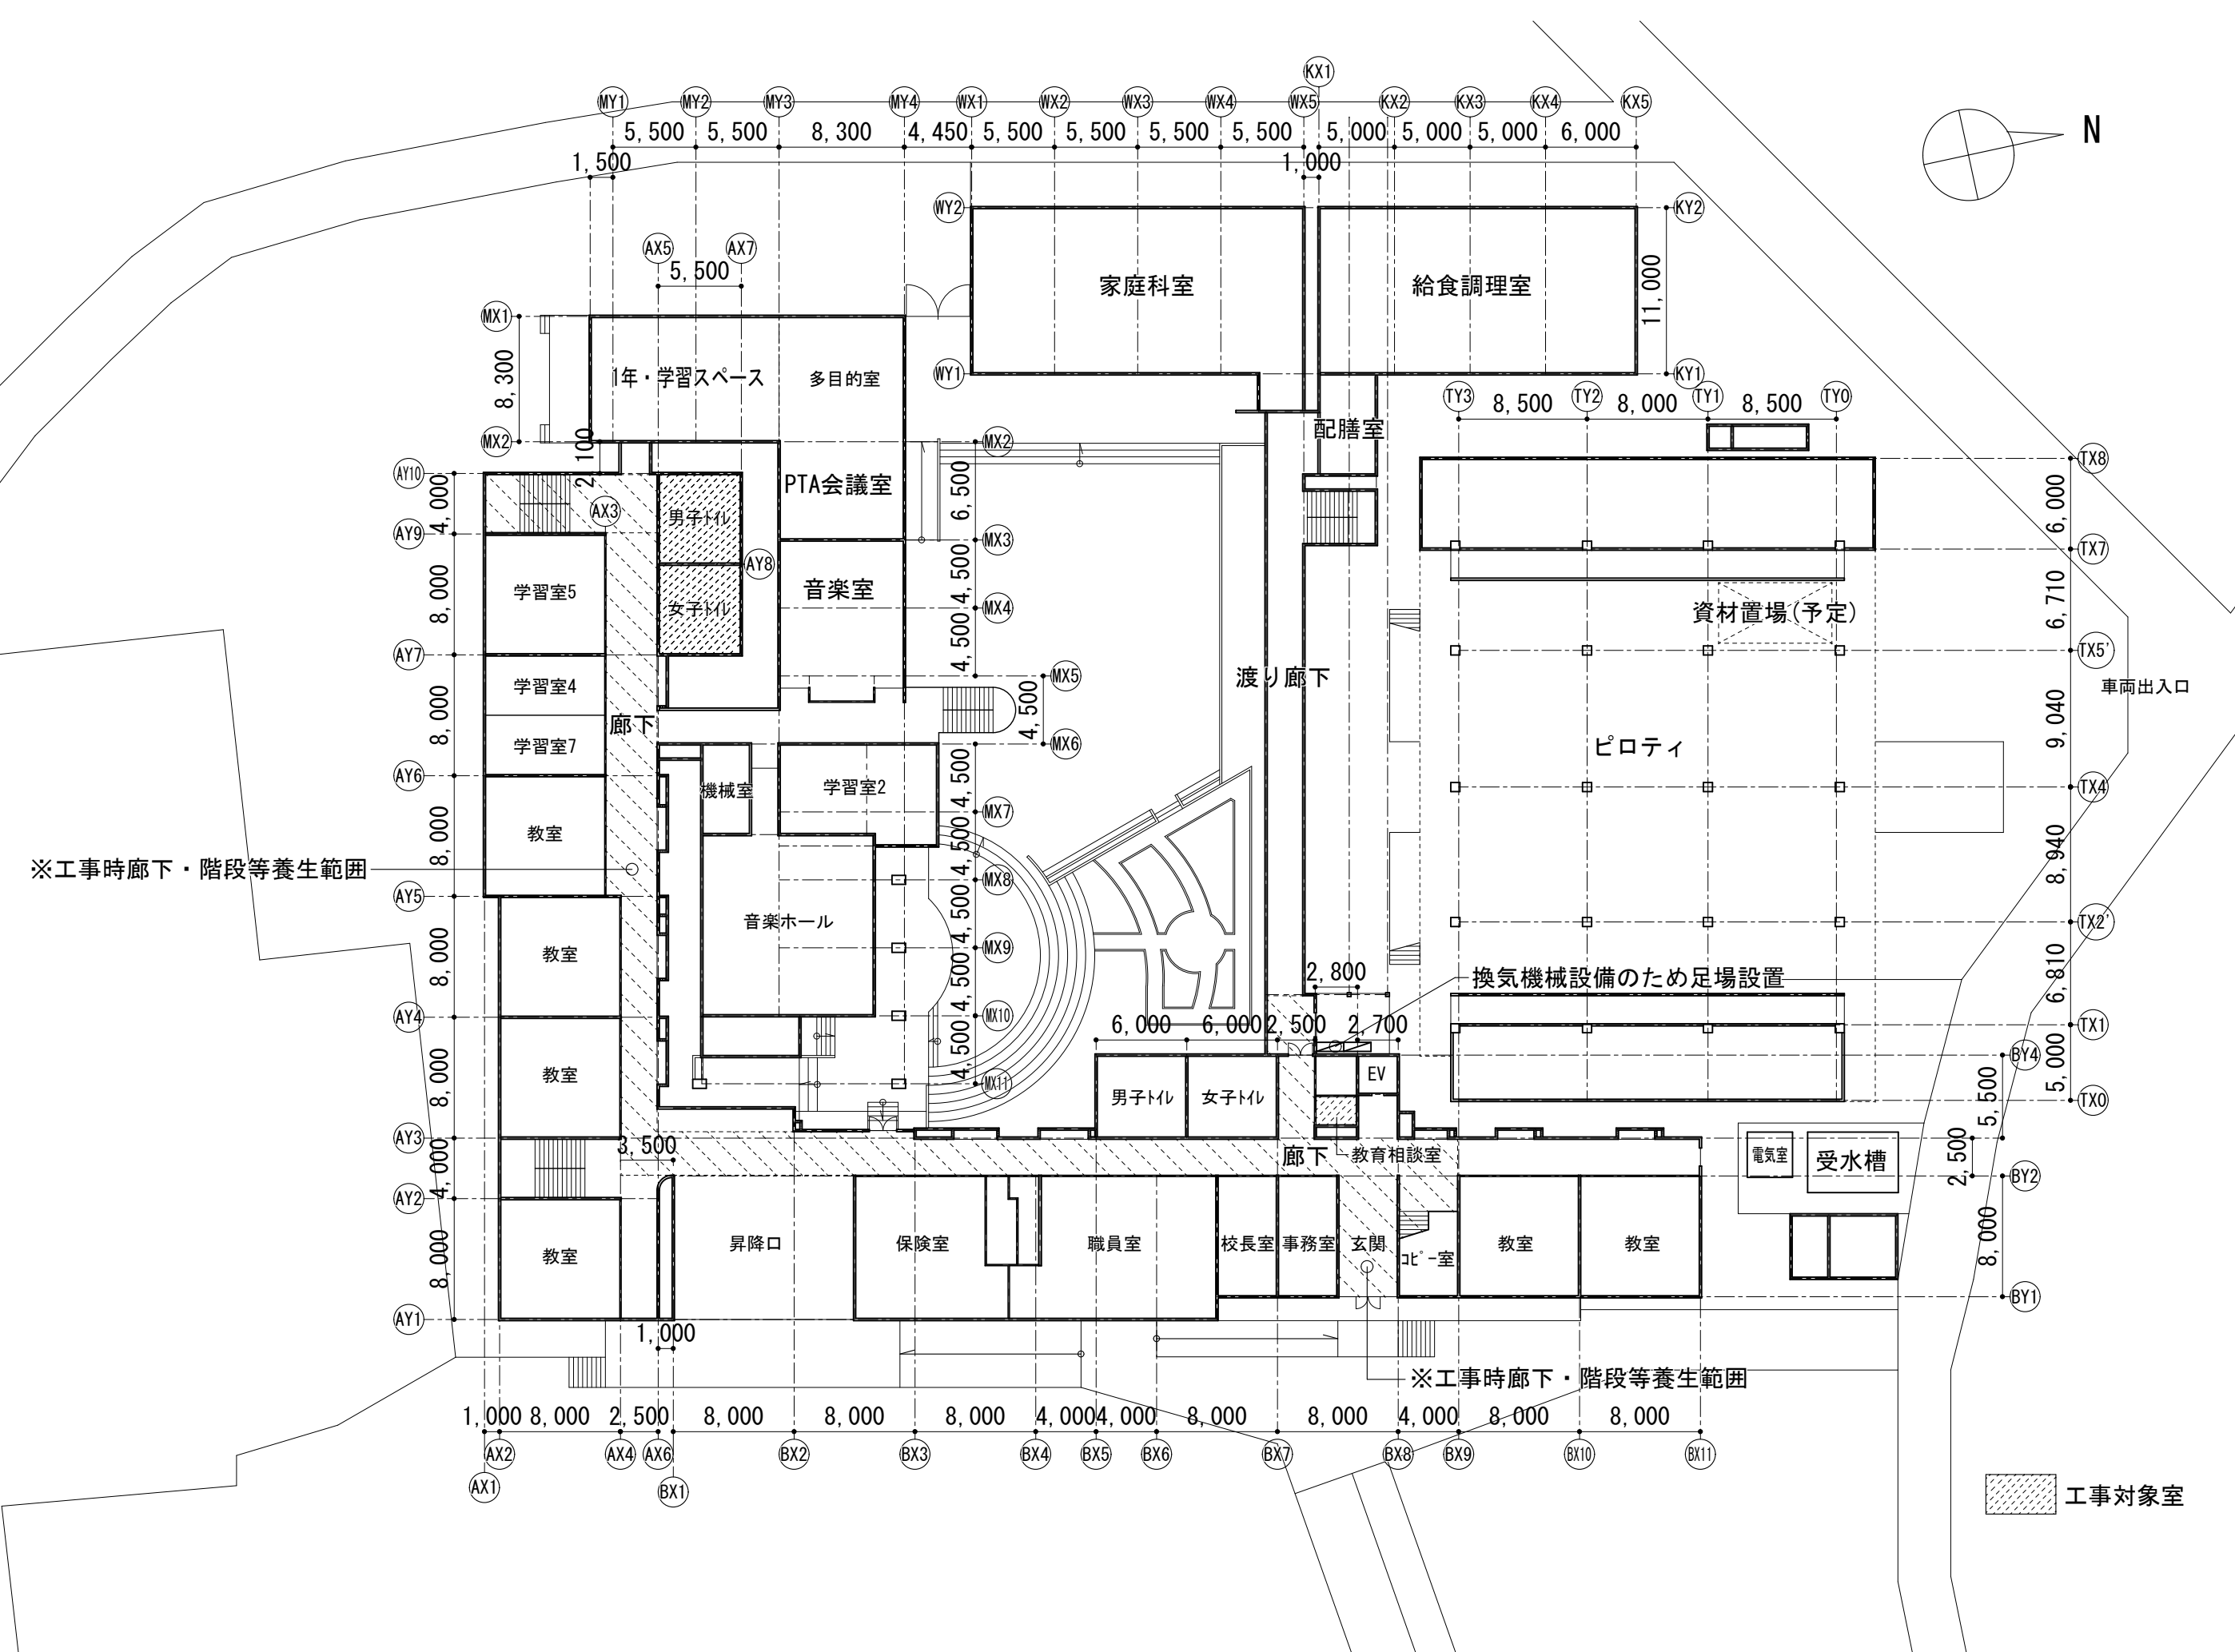 KX1
MY1 MY2 MY3 MY4 WX1 WX2 WX3 WX4 WX5 KX2 KX3 KX4 KX5
5,500 5,500 8,300 4,450 5,500 5,500 5,500 5,500 5,000 5,000 5,000 6,000
1,500 1,000
N
WY2 KY2
AX5 AX7
5,500
家庭科室 給食調理室
11,000
MX1
8,300
1年・学習スペース 多目的室
WY1 KY1
TY3 TY2 TY1 TY0
8,500 8,000 8,500
配膳室
MX2 MX2
2,100
TX8
AY10
PTA会議室
6,500
6,000
4,000
AX3
男子トイレ
AY9 MX3 TX7
AY8
学習室5
8,000
女子トイレ
音楽室
4,500
MX4
資材置場(予定)
6,710
4,500
AY7 TX5'
MX5
渡り廊下
車両出入口
学習室4
8,000
廊下
4,500
学習室7
MX6
ピロティ
9,040
AY6 TX4
機械室
学習室2
4,500
MX7
教室
8,000
4,500
※工事時廊下・階段等養生範囲
MX8
8,940
AY5
音楽ホール
4,500
TX2'
教室
8,000
MX9
4,500
2,800
換気機械設備のため足場設置
6,810
AY4 MX10 TX1
6,000 6,000 2,500 2,700
教室
8,000
4,500
BY4
MX11
EV
男子トイレ 女子トイレ
5,000
5,500
TX0
AY3
3,500
廊下
教育相談室
電気室
受水槽
2,500
4,000
AY2 BY2
教室
8,000
昇降口 保険室 職員室 校長室 事務室 玄関 コピー室 教室 教室
8,000
AY1 BY1
1,000
※工事時廊下・階段等養生範囲
1,000 8,000 2,500 8,000 8,000 8,000 4,000 4,000 8,000 8,000 4,000 8,000 8,000
AX2 AX4 AX6 BX2 BX3 BX4 BX5 BX6 BX7 BX8 BX9 BX10 BX11
AX1 BX1
工事対象室